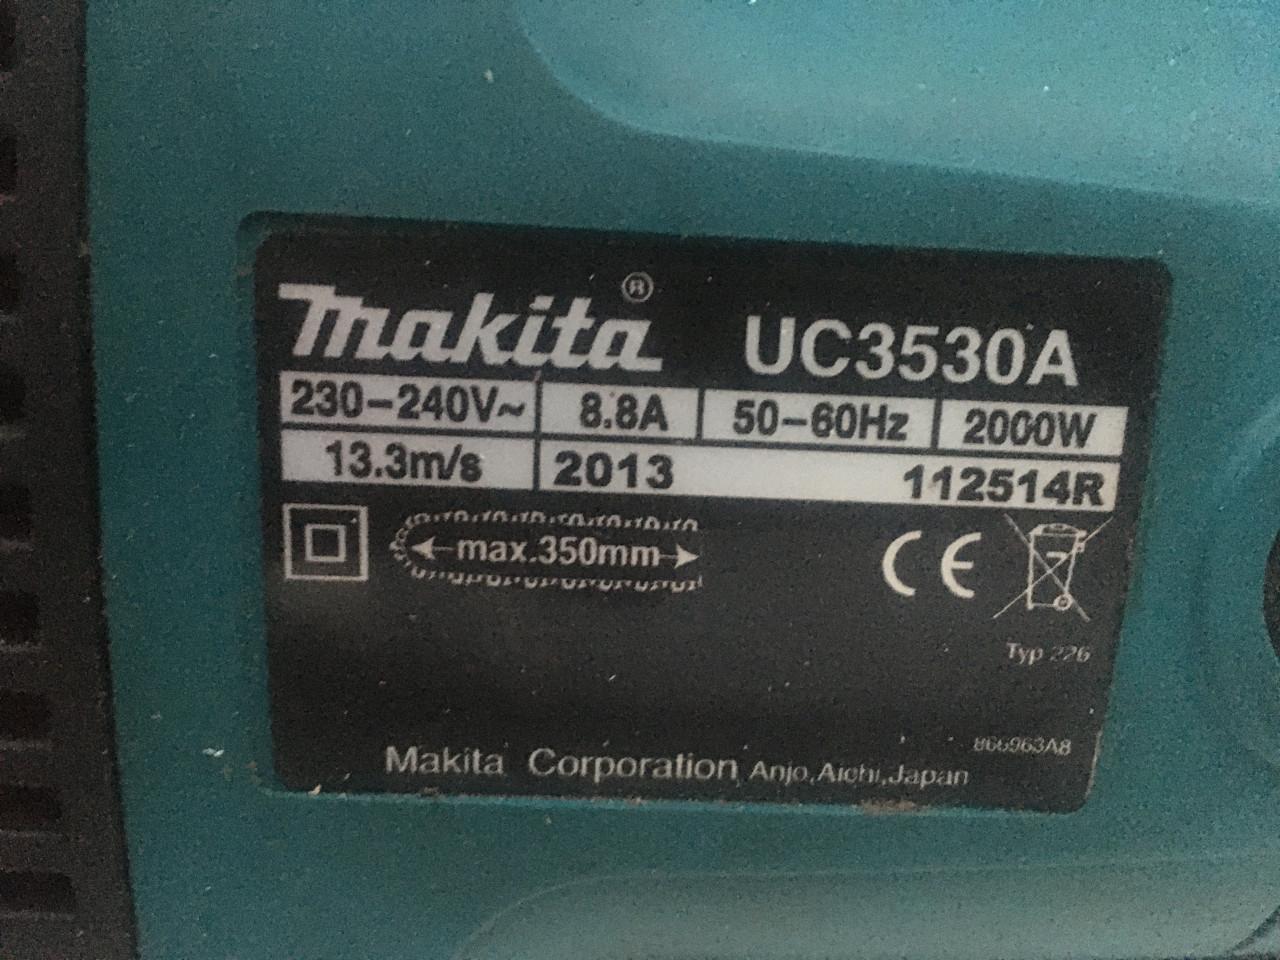 makita® UC3530A
230-240V~ 8.8A 50-60Hz 2000W
13.3m/s 2013 112514R
max.350mm
CE
Typ 226
866963A8
Makita Corporation Anjo,Aichi,Japan